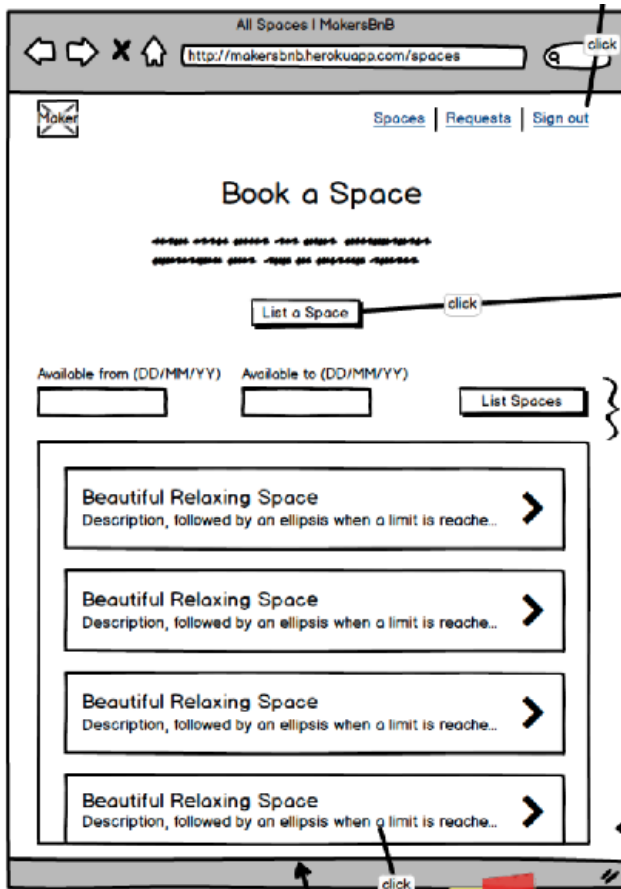 All Spaces | MakersBnB
http://makersbnb.herokuapp.com/spaces
click
Maker
Spaces | Requests | Sign out
Book a Space
List a Space
click
Available from (DD/MM/YY) Available to (DD/MM/YY)
List Spaces
Beautiful Relaxing Space
Description, followed by an ellipsis when a limit is reache...
Beautiful Relaxing Space
Description, followed by an ellipsis when a limit is reache...
Beautiful Relaxing Space
Description, followed by an ellipsis when a limit is reache...
Beautiful Relaxing Space
Description, followed by an ellipsis when a limit is reache...
click